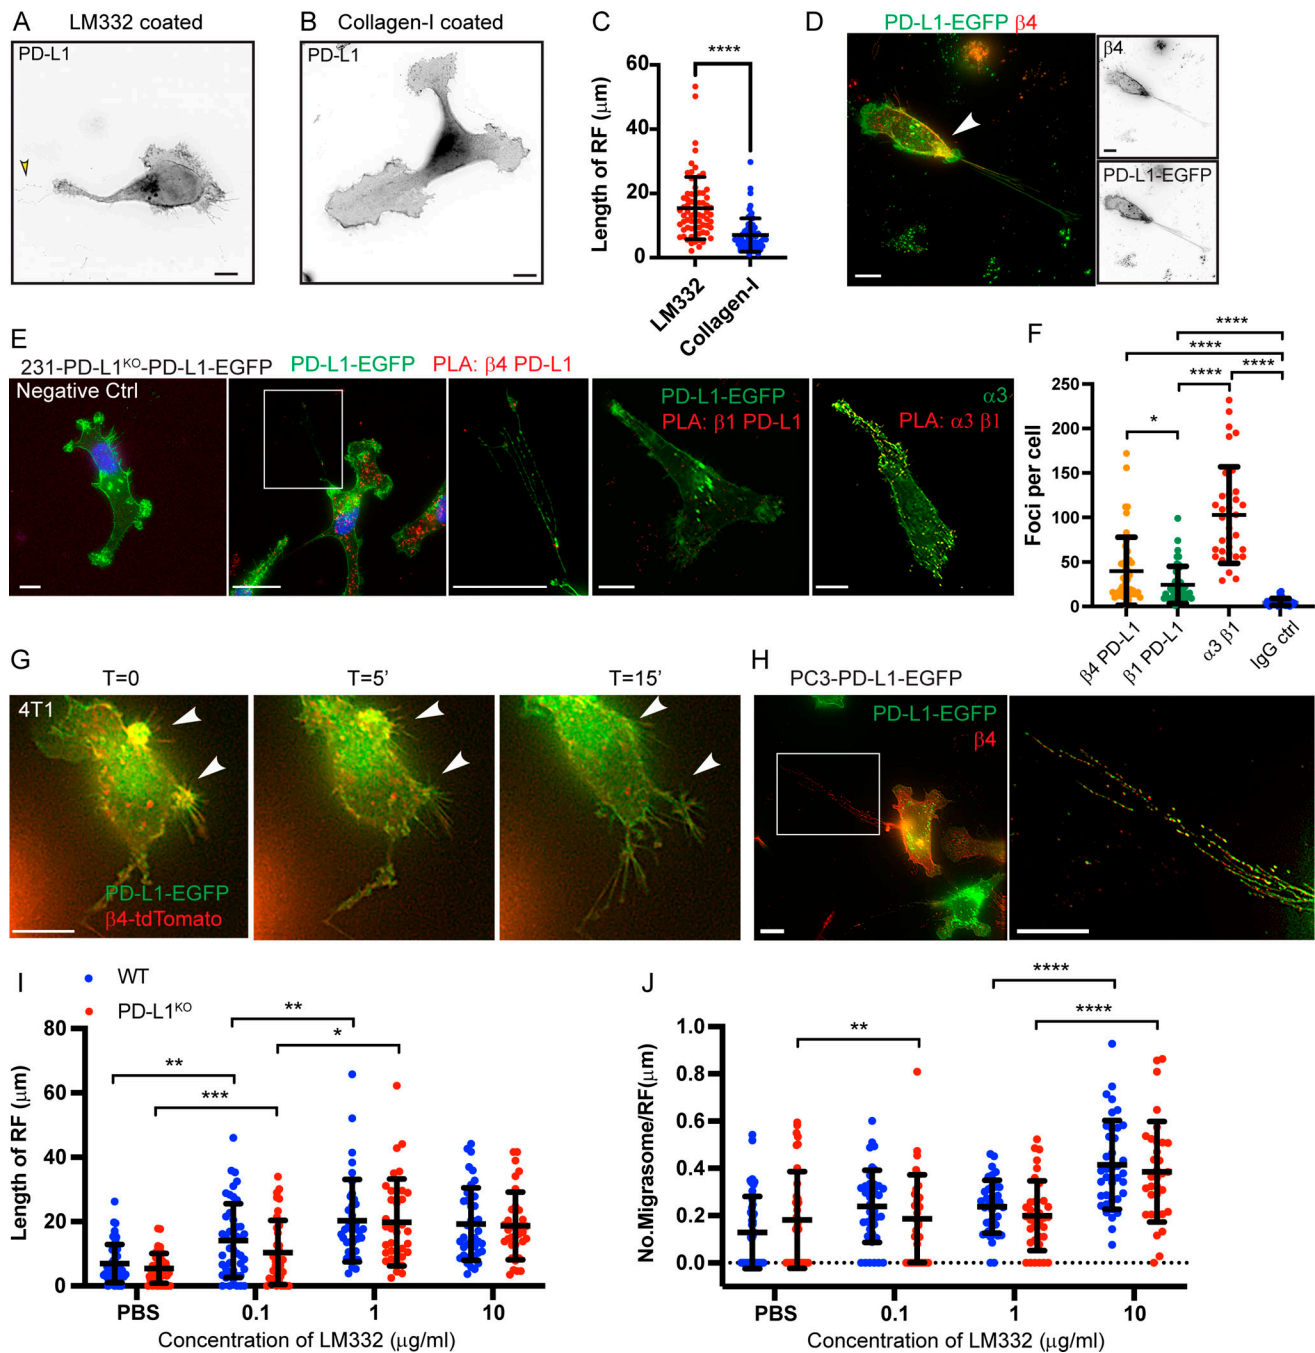 A LM332 coated
PD-L1
B Collagen-I coated
PD-L1
C
****
Length of RF (μm)
60
40
20
0
LM332
Collagen-I
D PD-L1-EGFP β4
β4
PD-L1-EGFP
E
231-PD-L1KO-PD-L1-EGFP PD-L1-EGFP PLA: β4 PD-L1
Negative Ctrl
PD-L1-EGFP
PLA: β1 PD-L1
α3
PLA: α3 β1
F
****
****
**** ****
*
Foci per cell
250
200
150
100
50
0
β4 PD-L1
β1 PD-L1
α3 β1
IgG ctrl
G
T=0 T=5' T=15'
4T1
PD-L1-EGFP
β4-tdTomato
H
PC3-PD-L1-EGFP
PD-L1-EGFP
β4
I
WT
PD-L1KO
**
*
**
***
Length of RF (μm)
80
60
40
20
0
PBS 0.1 1 10
Concentration of LM332 (μg/ml)
J
****
****
**
No.Migrasome/RF(μm)
1.0
0.8
0.6
0.4
0.2
0.0
PBS 0.1 1 10
Concentration of LM332 (μg/ml)